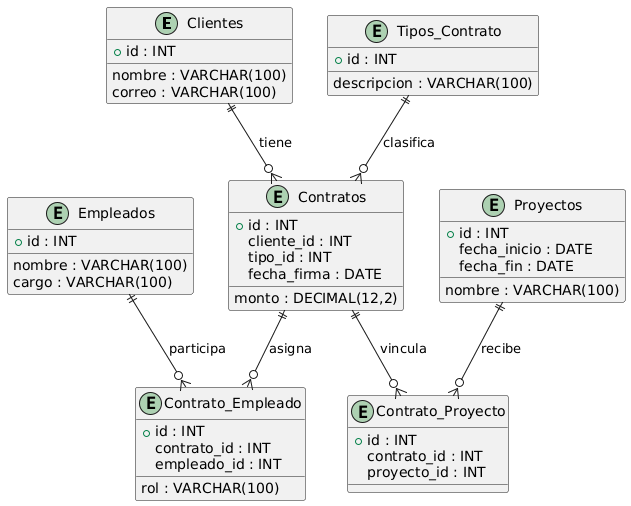 E Clientes
id : INT
nombre : VARCHAR(100)
correo : VARCHAR(100)
E Tipos_Contrato
id : INT
descripcion : VARCHAR(100)
tiene
clasifica
E Empleados
id : INT
nombre : VARCHAR(100)
cargo : VARCHAR(100)
E Contratos
id : INT
cliente_id : INT
tipo_id : INT
fecha_firma : DATE
monto : DECIMAL(12,2)
E Proyectos
id : INT
fecha_inicio : DATE
fecha_fin : DATE
nombre : VARCHAR(100)
participa
asigna
vincula
recibe
E Contrato_Empleado
id : INT
contrato_id : INT
empleado_id : INT
rol : VARCHAR(100)
E Contrato_Proyecto
id : INT
contrato_id : INT
proyecto_id : INT